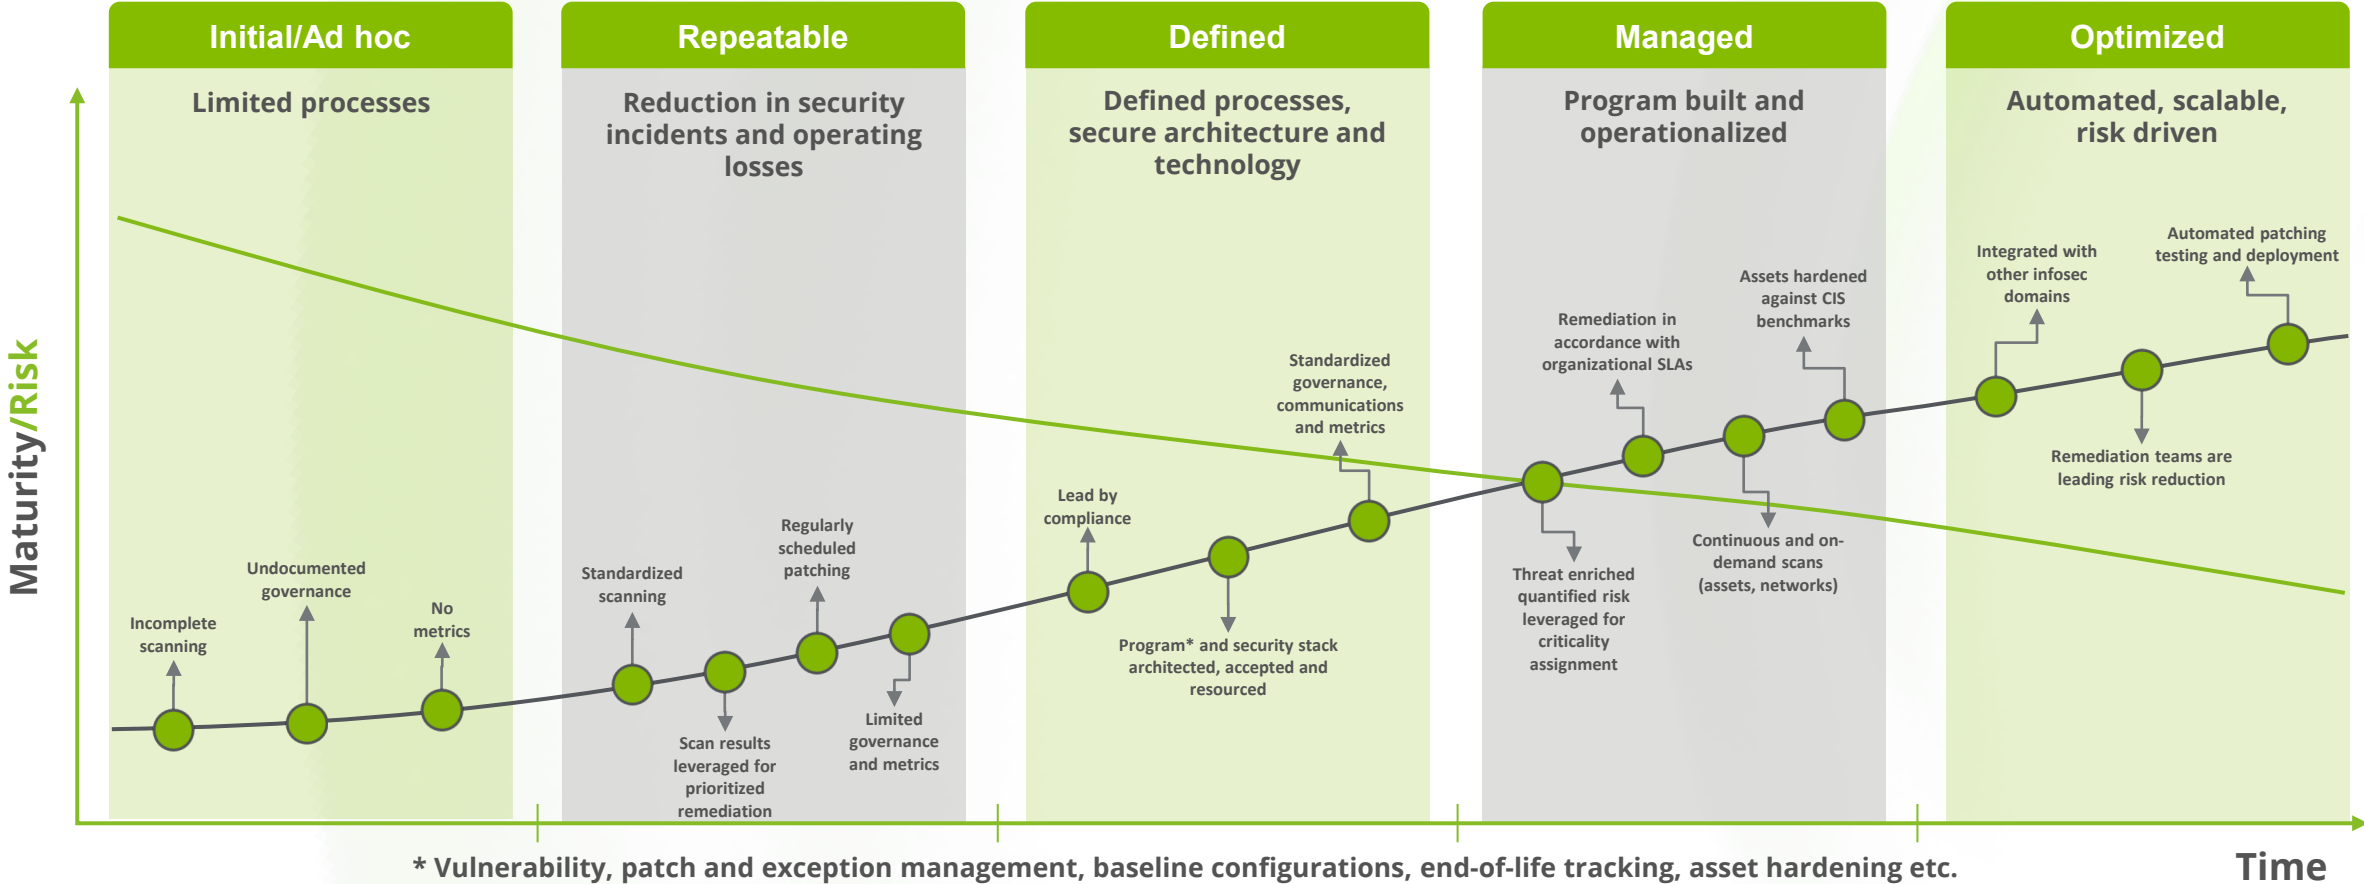 Initial/Ad hoc
Limited processes
Incomplete
scanning
Undocumented
governance
No
metrics
Repeatable
Reduction in security
incidents and operating
losses
Standardized
scanning
Scan results
leveraged for
prioritized
remediation
Regularly
scheduled
patching
Limited
governance
and metrics
Defined
Defined processes,
secure architecture and
technology
Lead by
compliance
Program* and security stack
architected, accepted and
resourced
Standardized
governance,
communications
and metrics
Managed
Program built and
operationalized
Threat enriched
quantified risk
leveraged for
criticality
assignment
Remediation in
accordance with
organizational SLAs
Continuous and on-
demand scans
(assets, networks)
Assets hardened
against CIS
benchmarks
Optimized
Automated, scalable,
risk driven
Integrated with
other infosec
domains
Remediation teams are
leading risk reduction
Automated patching
testing and deployment
Maturity/Risk
* Vulnerability, patch and exception management, baseline configurations, end-of-life tracking, asset hardening etc.
Time